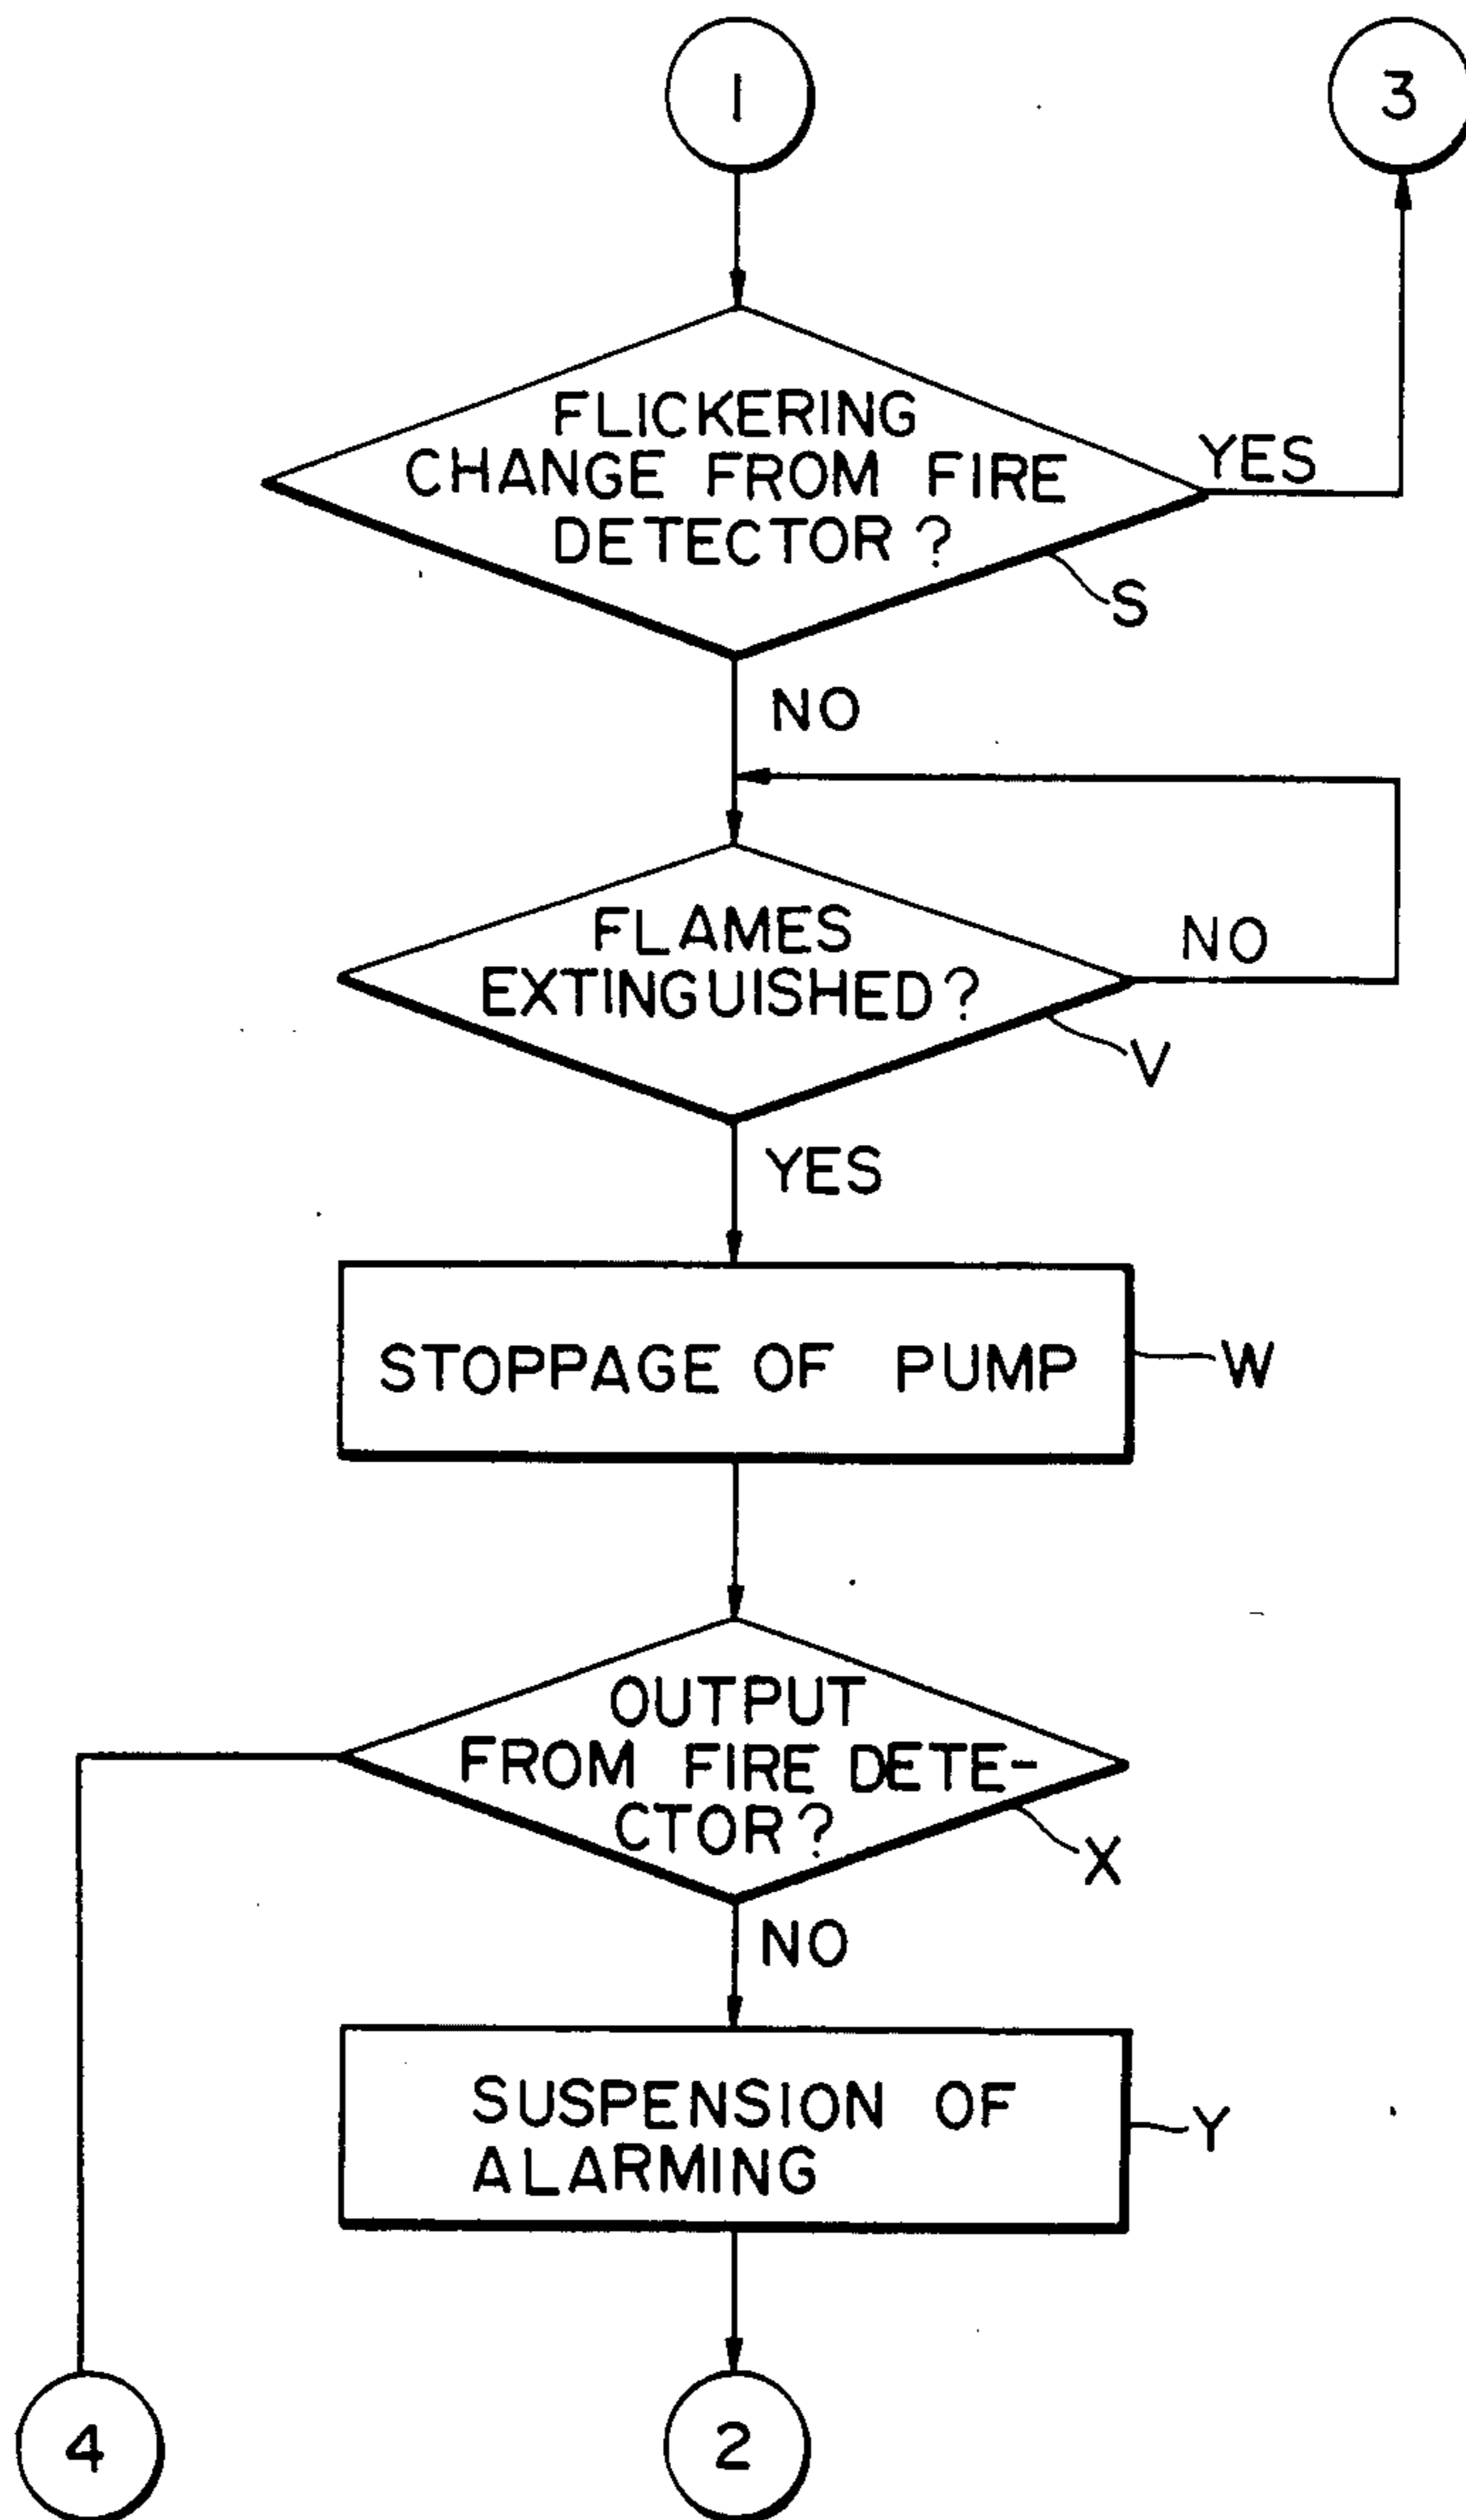 1
3
FLICKERING
CHANGE FROM FIRE
DETECTOR?
YES
S
NO
FLAMES
EXTINGUISHED?
NO
V
YES
STOPPAGE OF PUMP
W
OUTPUT
FROM FIRE DETE-
CTOR?
X
NO
SUSPENSION OF
ALARMING
Y
4
2